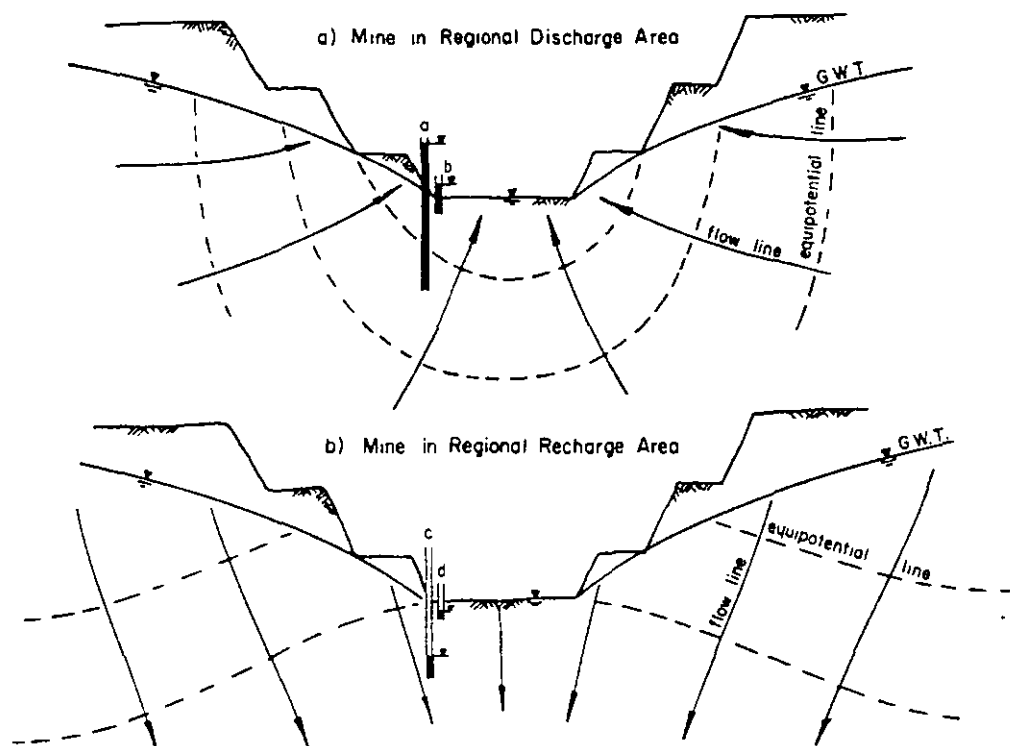 a) Mine in Regional Discharge Area
G.W.T.
a
b
equipotential line
flow line
b) Mine in Regional Recharge Area
G.W.T.
c
d
equipotential line
flow line